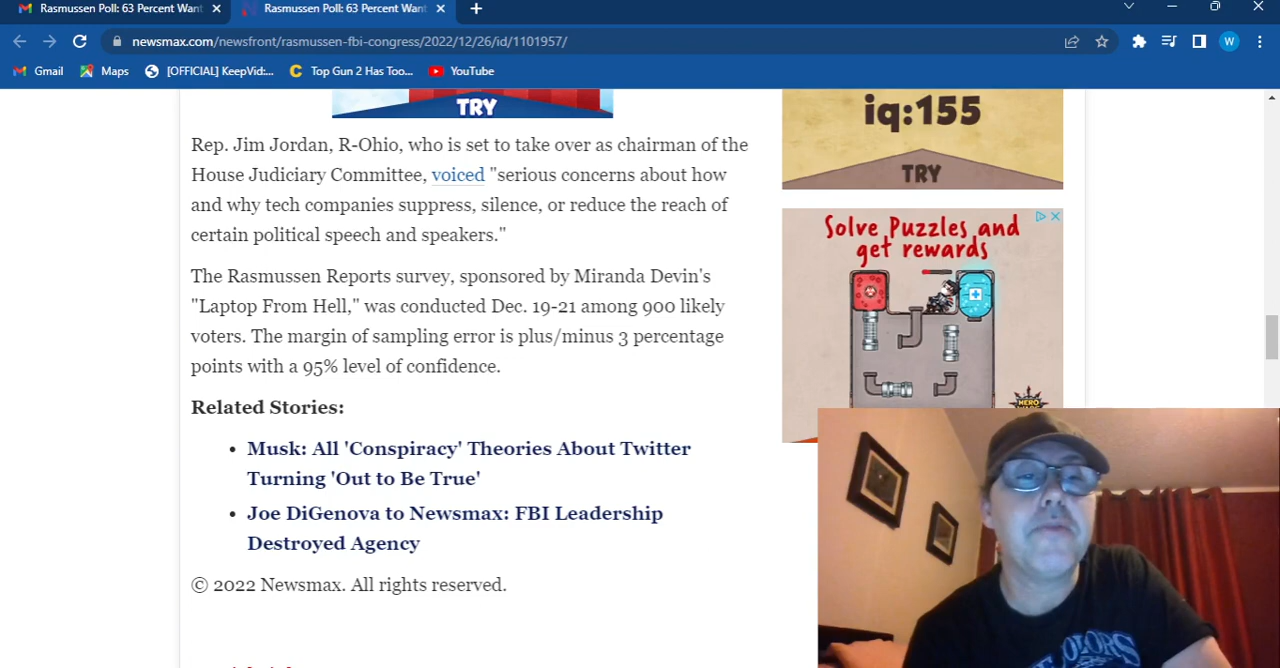 Rasmussen Poll: 63 Percent Want
Rasmussen Poll: 63 Percent Want
newsmax.com/newsfront/rasmussen-fbi-congress/2022/12/26/id/1101957/
W
Gmail
Maps
[OFFICIAL] KeepVid:...
Top Gun 2 Has Too...
YouTube
TRY
iq:155
TRY
Rep. Jim Jordan, R-Ohio, who is set to take over as chairman of the
House Judiciary Committee, voiced "serious concerns about how
and why tech companies suppress, silence, or reduce the reach of
certain political speech and speakers."
Solve Puzzles and
get rewards
HERO
The Rasmussen Reports survey, sponsored by Miranda Devin's
"Laptop From Hell," was conducted Dec. 19-21 among 900 likely
voters. The margin of sampling error is plus/minus 3 percentage
points with a 95% level of confidence.
Related Stories:
• Musk: All 'Conspiracy' Theories About Twitter
Turning 'Out to Be True'
• Joe DiGenova to Newsmax: FBI Leadership
Destroyed Agency
© 2022 Newsmax. All rights reserved.